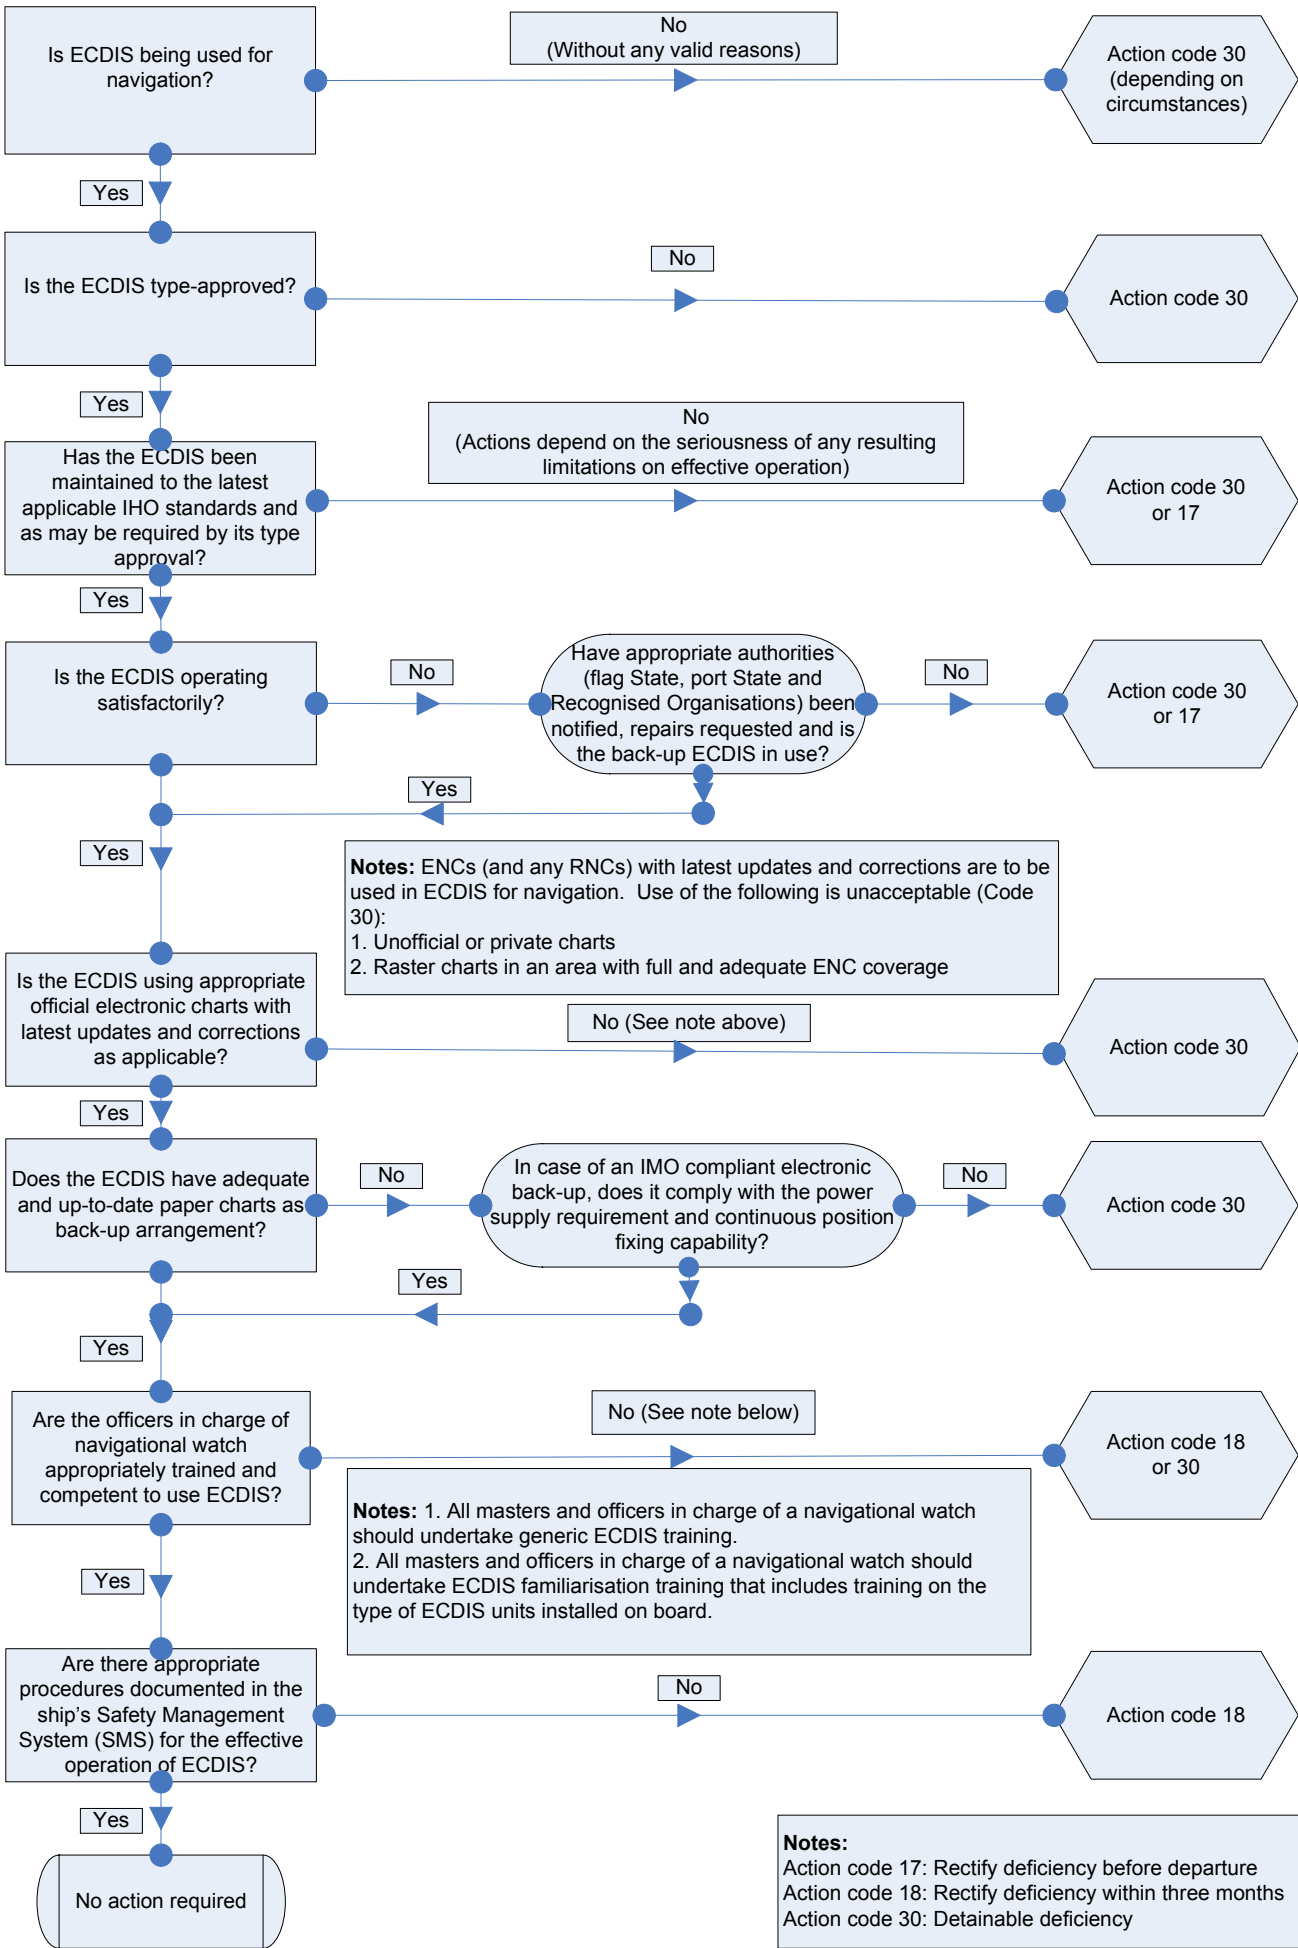 Is ECDIS being used for
navigation?
No
(Without any valid reasons)
Action code 30
(depending on
circumstances)
Yes
Is the ECDIS type-approved?
No
Action code 30
Yes
Has the ECDIS been
maintained to the latest
applicable IHO standards and
as may be required by its type
approval?
No
(Actions depend on the seriousness of any resulting
limitations on effective operation)
Action code 30
or 17
Yes
Is the ECDIS operating
satisfactorily?
No
Have appropriate authorities
(flag State, port State and
Recognised Organisations) been
notified, repairs requested and is
the back-up ECDIS in use?
No
Action code 30
or 17
Yes
Yes
Notes: ENCs (and any RNCs) with latest updates and corrections are to be
used in ECDIS for navigation.  Use of the following is unacceptable (Code
30):
1. Unofficial or private charts
2. Raster charts in an area with full and adequate ENC coverage
Is the ECDIS using appropriate
official electronic charts with
latest updates and corrections
as applicable?
No (See note above)
Action code 30
Yes
Does the ECDIS have adequate
and up-to-date paper charts as
back-up arrangement?
No
In case of an IMO compliant electronic
back-up, does it comply with the power
supply requirement and continuous position
fixing capability?
No
Action code 30
Yes
Yes
Are the officers in charge of
navigational watch
appropriately trained and
competent to use ECDIS?
No (See note below)
Action code 18
or 30
Notes: 1. All masters and officers in charge of a navigational watch
should undertake generic ECDIS training.
2. All masters and officers in charge of a navigational watch should
undertake ECDIS familiarisation training that includes training on the
type of ECDIS units installed on board.
Yes
Are there appropriate
procedures documented in the
ship's Safety Management
System (SMS) for the effective
operation of ECDIS?
No
Action code 18
Yes
No action required
Notes:
Action code 17: Rectify deficiency before departure
Action code 18: Rectify deficiency within three months
Action code 30: Detainable deficiency